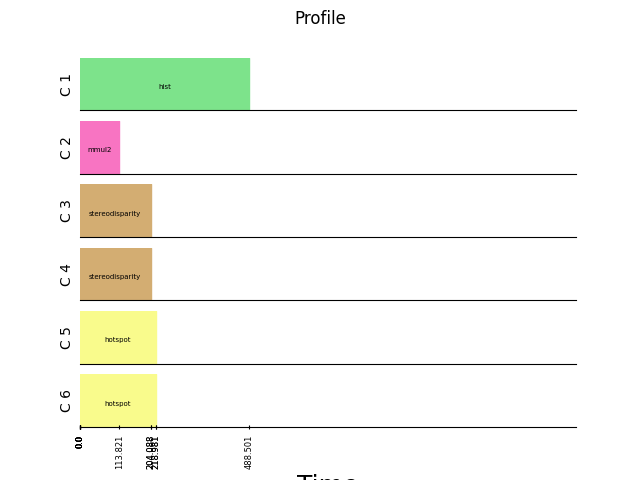 Profile
C 1
hist
C 2
mmul2
C 3
stereodisparity
C 4
stereodisparity
C 5
hotspot
C 6
hotspot
0.0
113.821
488.501
Time